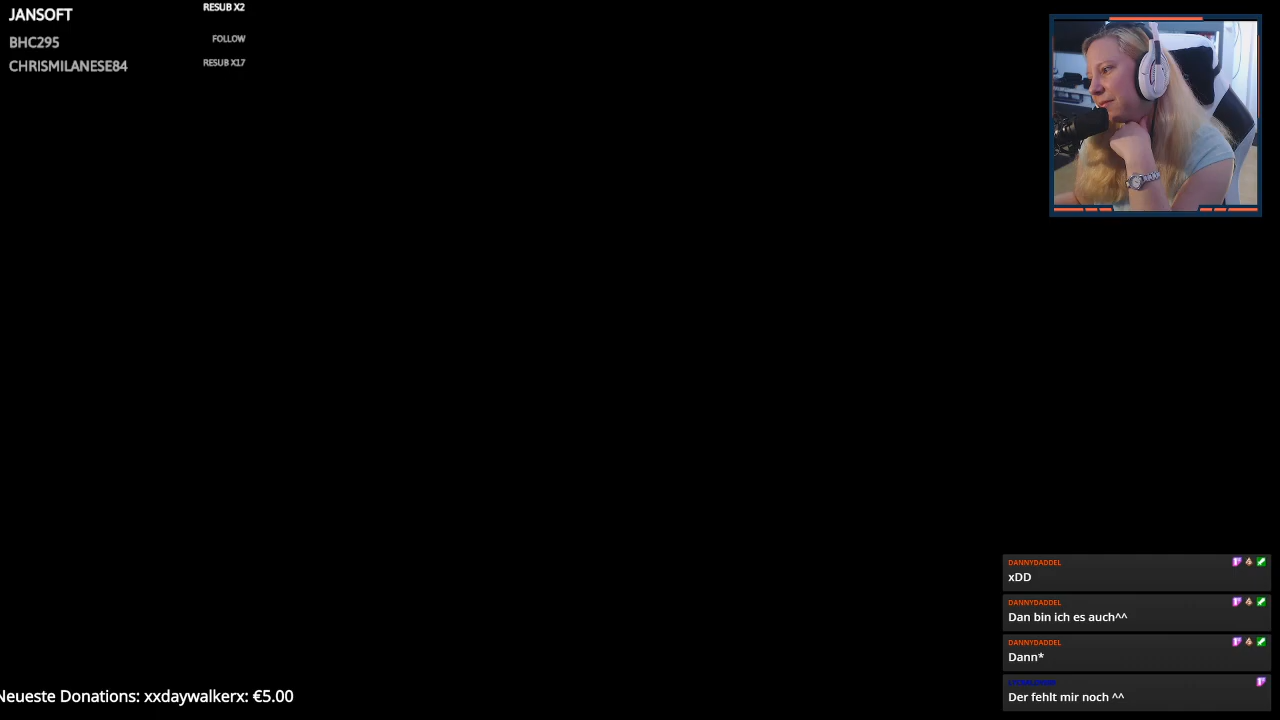 JANSOFT RESUB X2
BHC295 FOLLOW
CHRISMILANESE84 RESUB X17
DANNYDADDEL
xDD
DANNYDADDEL
Dan bin ich es auch^^
DANNYDADDEL
Dann*
Der fehlt mir noch ^^
Neueste Donations: xxdaywalkerx: €5.00